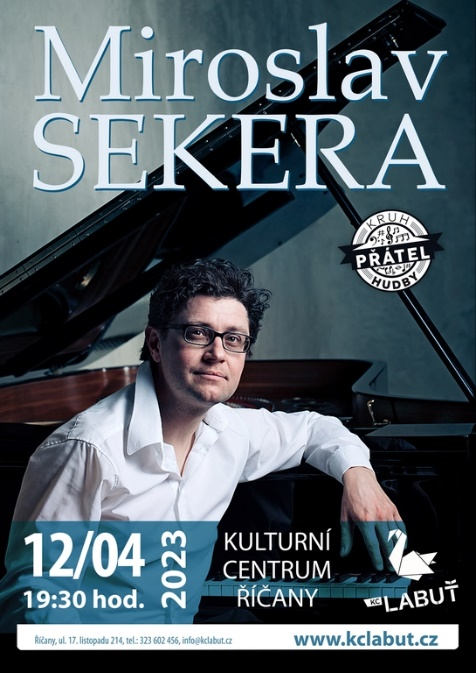 Miroslav
SEKERA
KRUH
PŘÁTEL
HUDBY
12/04 2023
19:30 hod.
KULTURNÍ
CENTRUM
ŘÍČANY
KC LABUŤ
Říčany, ul. 17. listopadu 214, tel.: 323 602 456, info@kclabut.cz
www.kclabut.cz